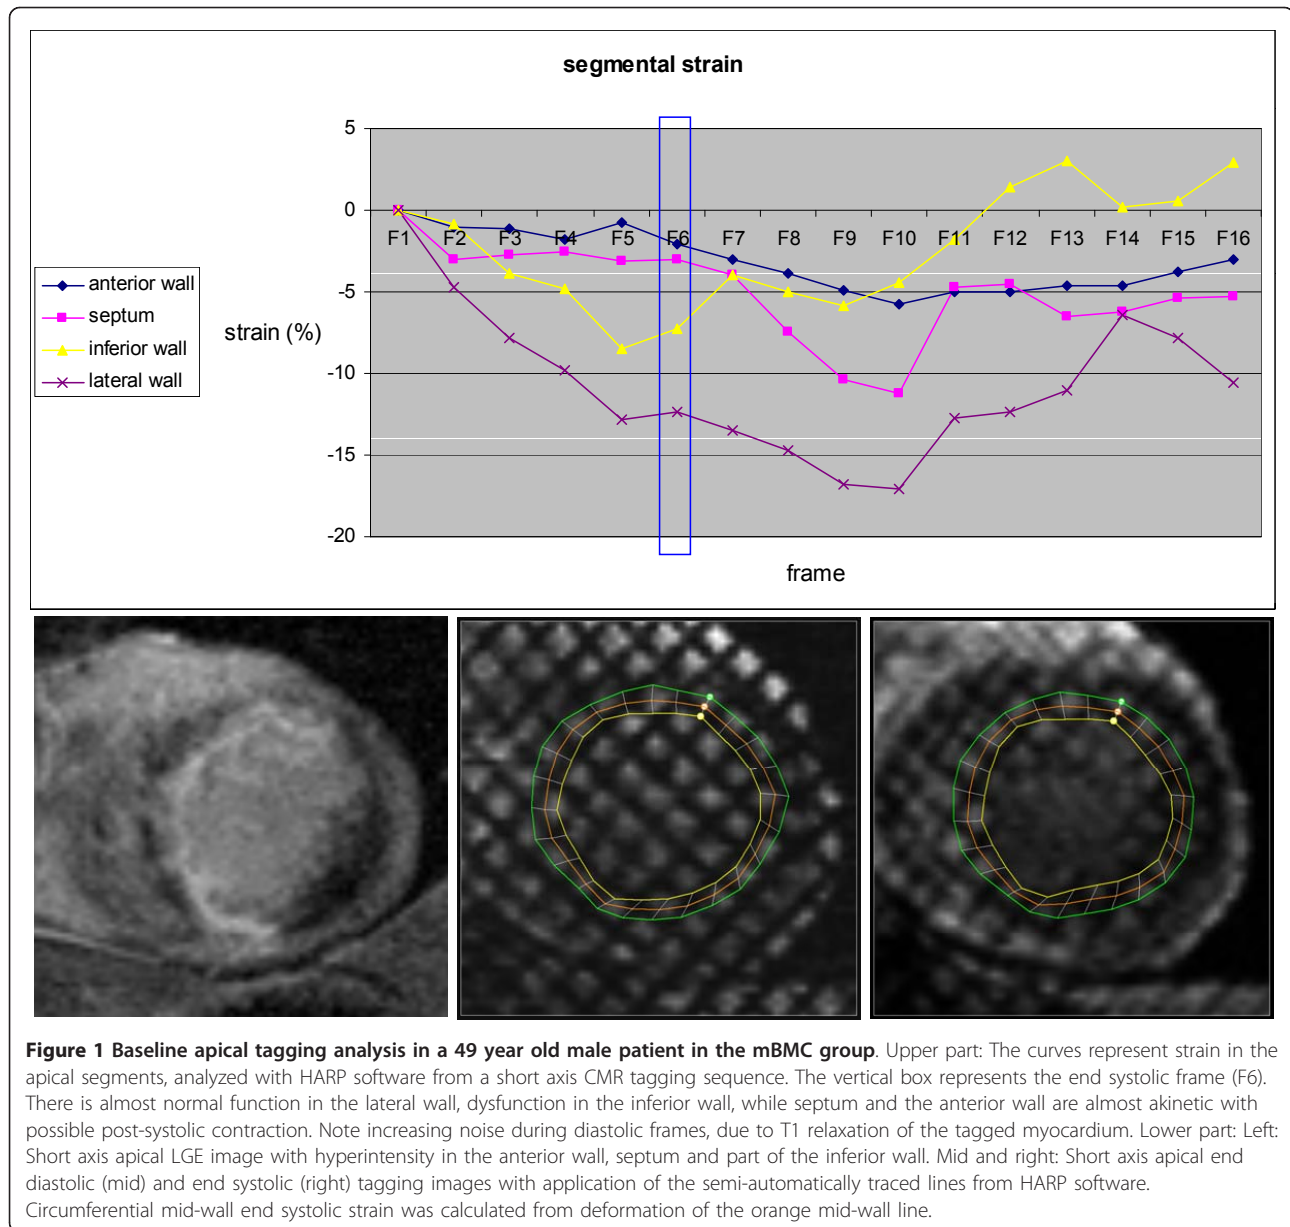 segmental strain
5
0
-5
-10
-15
-20
F1 F2 F3 F4 F5 F6 F7 F8 F9 F10 F11 F12 F13 F14 F15 F16
strain (%)
frame
anterior wall
septum
inferior wall
lateral wall
Figure 1 Baseline apical tagging analysis in a 49 year old male patient in the mBMC group. Upper part: The curves represent strain in the
apical segments, analyzed with HARP software from a short axis CMR tagging sequence. The vertical box represents the end systolic frame (F6).
There is almost normal function in the lateral wall, dysfunction in the inferior wall, while septum and the anterior wall are almost akinetic with
possible post-systolic contraction. Note increasing noise during diastolic frames, due to T1 relaxation of the tagged myocardium. Lower part: Left:
Short axis apical LGE image with hyperintensity in the anterior wall, septum and part of the inferior wall. Mid and right: Short axis apical end
diastolic (mid) and end systolic (right) tagging images with application of the semi-automatically traced lines from HARP software.
Circumferential mid-wall end systolic strain was calculated from deformation of the orange mid-wall line.